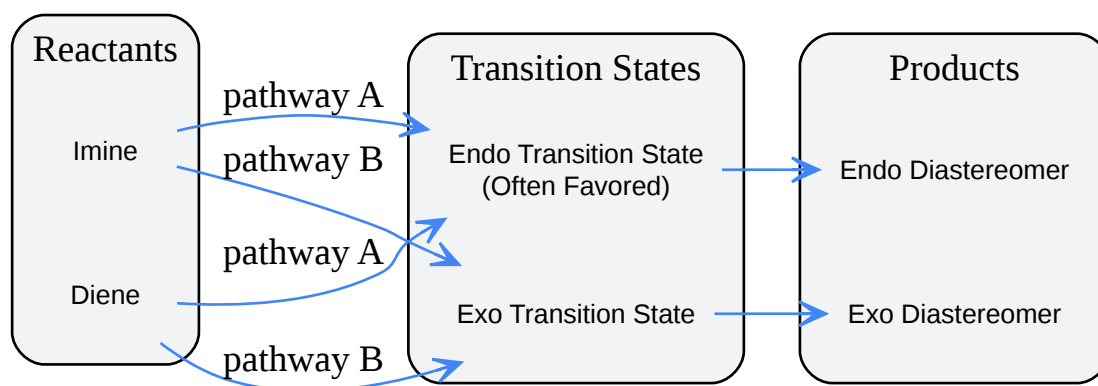 Reactants
Imine
Diene
pathway A
pathway B
pathway A
pathway B
Transition States
Endo Transition State
(Often Favored)
Exo Transition State
Products
Endo Diastereomer
Exo Diastereomer